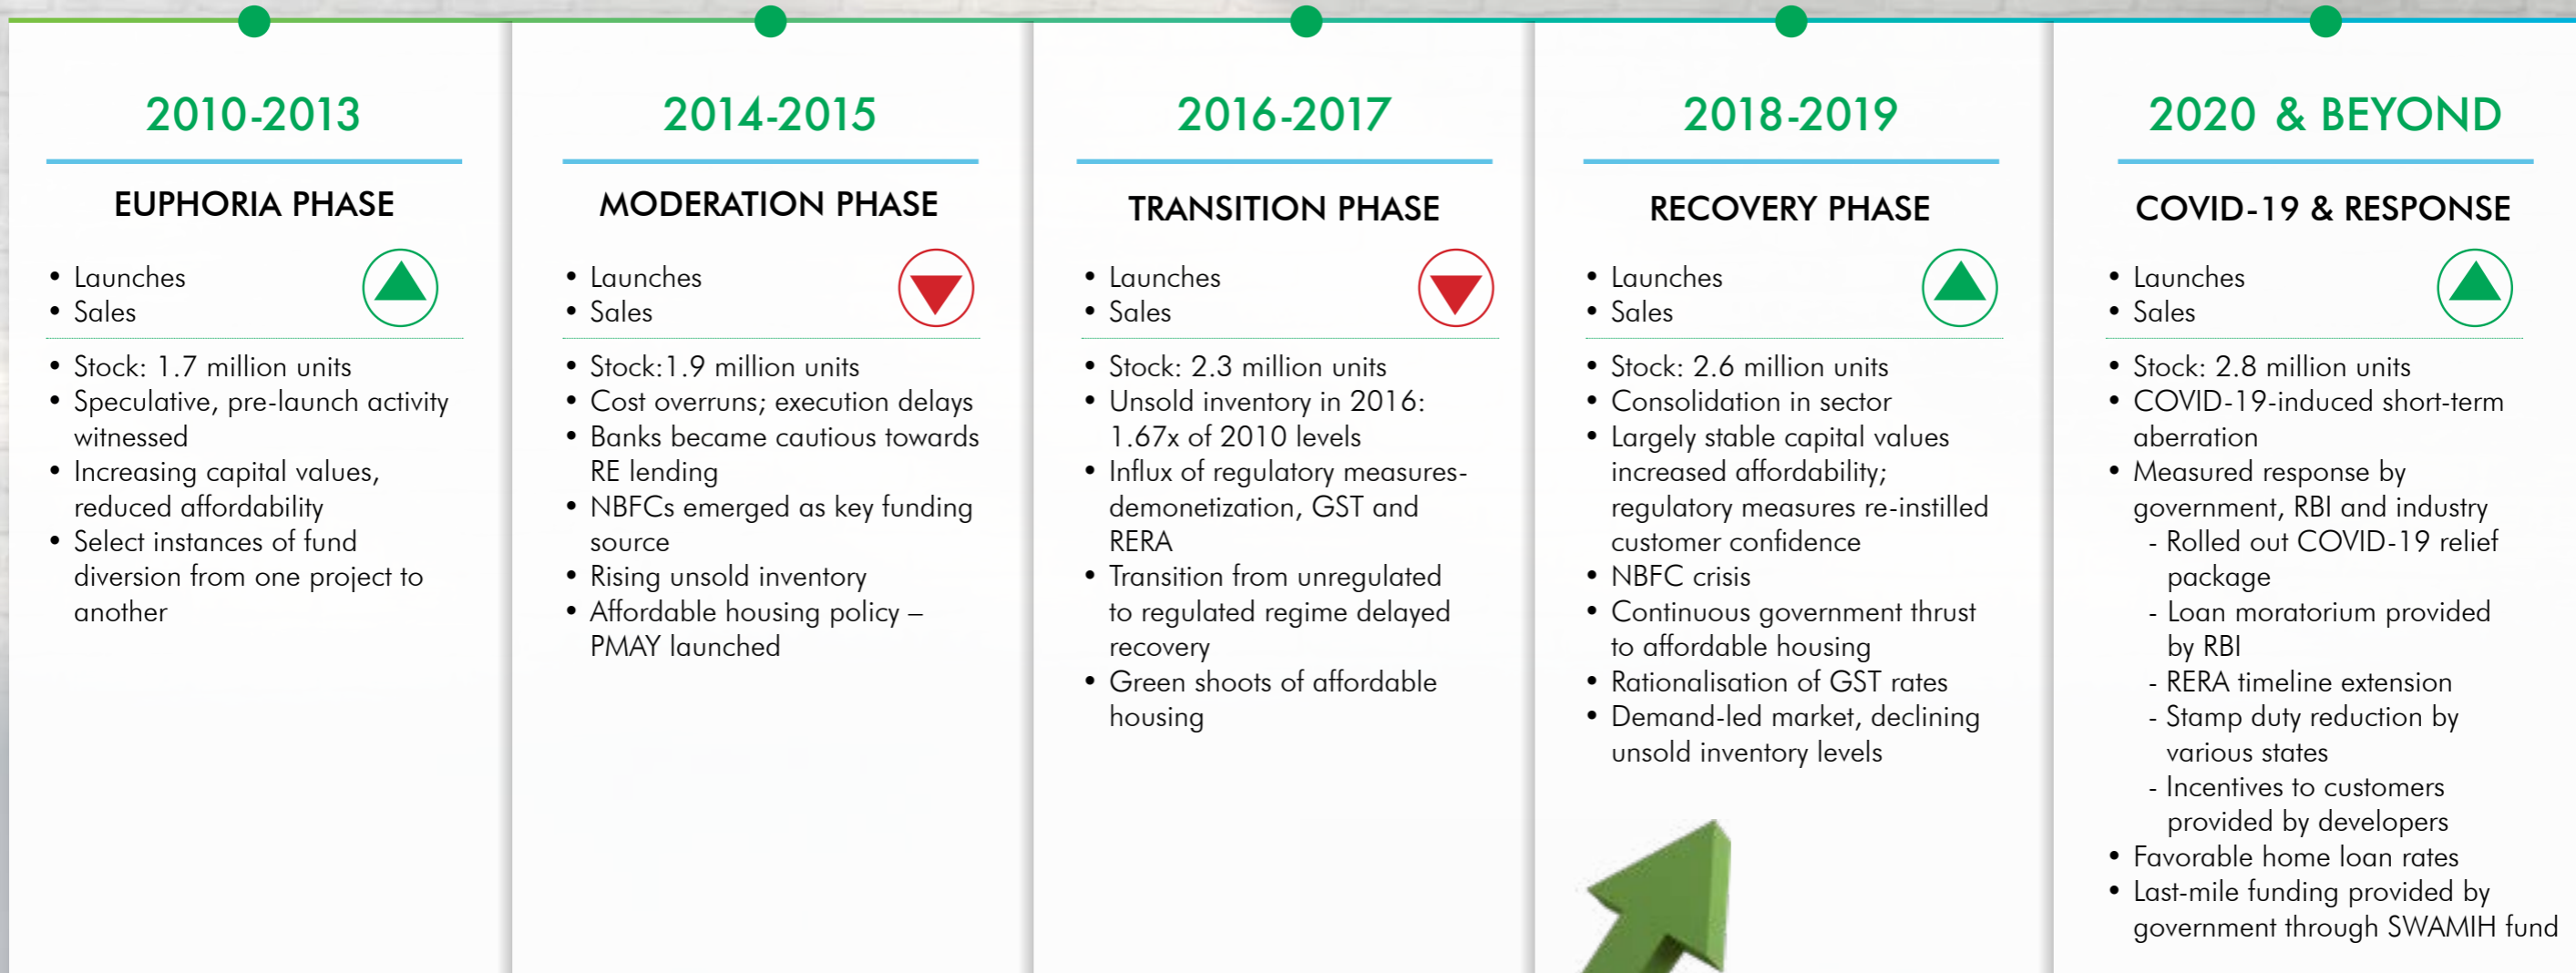 2010-2013
EUPHORIA PHASE
• Launches
• Sales
• Stock: 1.7 million units
• Speculative, pre-launch activity
witnessed
• Increasing capital values,
reduced affordability
• Select instances of fund
diversion from one project to
another
2014-2015
MODERATION PHASE
• Launches
• Sales
• Stock:1.9 million units
• Cost overruns; execution delays
• Banks became cautious towards
RE lending
• NBFCs emerged as key funding
source
• Rising unsold inventory
• Affordable housing policy –
PMAY launched
2016-2017
TRANSITION PHASE
• Launches
• Sales
• Stock: 2.3 million units
• Unsold inventory in 2016:
1.67x of 2010 levels
• Influx of regulatory measures-
demonetization, GST and
RERA
• Transition from unregulated
to regulated regime delayed
recovery
• Green shoots of affordable
housing
2018-2019
RECOVERY PHASE
• Launches
• Sales
• Stock: 2.6 million units
• Consolidation in sector
• Largely stable capital values
increased affordability;
regulatory measures re-instilled
customer confidence
• NBFC crisis
• Continuous government thrust
to affordable housing
• Rationalisation of GST rates
• Demand-led market, declining
unsold inventory levels
2020 & BEYOND
COVID-19 & RESPONSE
• Launches
• Sales
• Stock: 2.8 million units
• COVID-19-induced short-term
aberration
• Measured response by
government, RBI and industry
- Rolled out COVID-19 relief
package
- Loan moratorium provided
by RBI
- RERA timeline extension
- Stamp duty reduction by
various states
- Incentives to customers
provided by developers
• Favorable home loan rates
• Last-mile funding provided by
government through SWAMIH fund